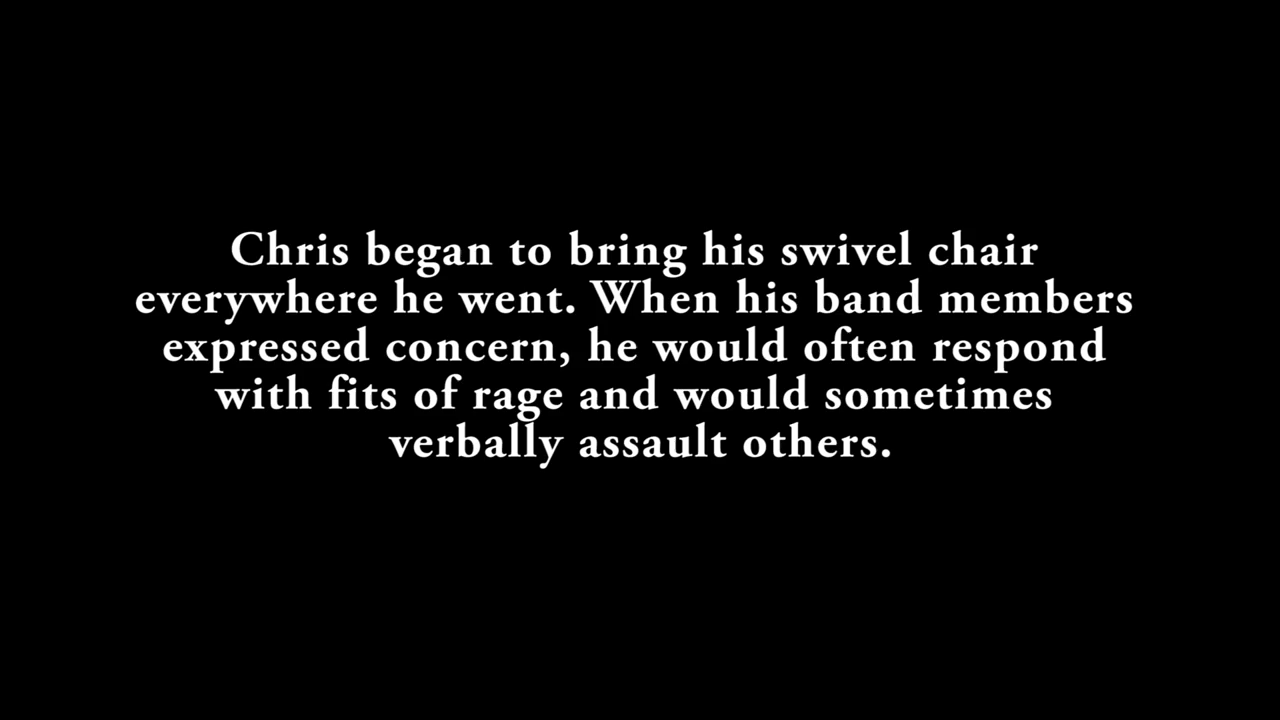 Chris began to bring his swivel chair
everywhere he went. When his band members
expressed concern, he would often respond
with fits of rage and would sometimes
verbally assault others.